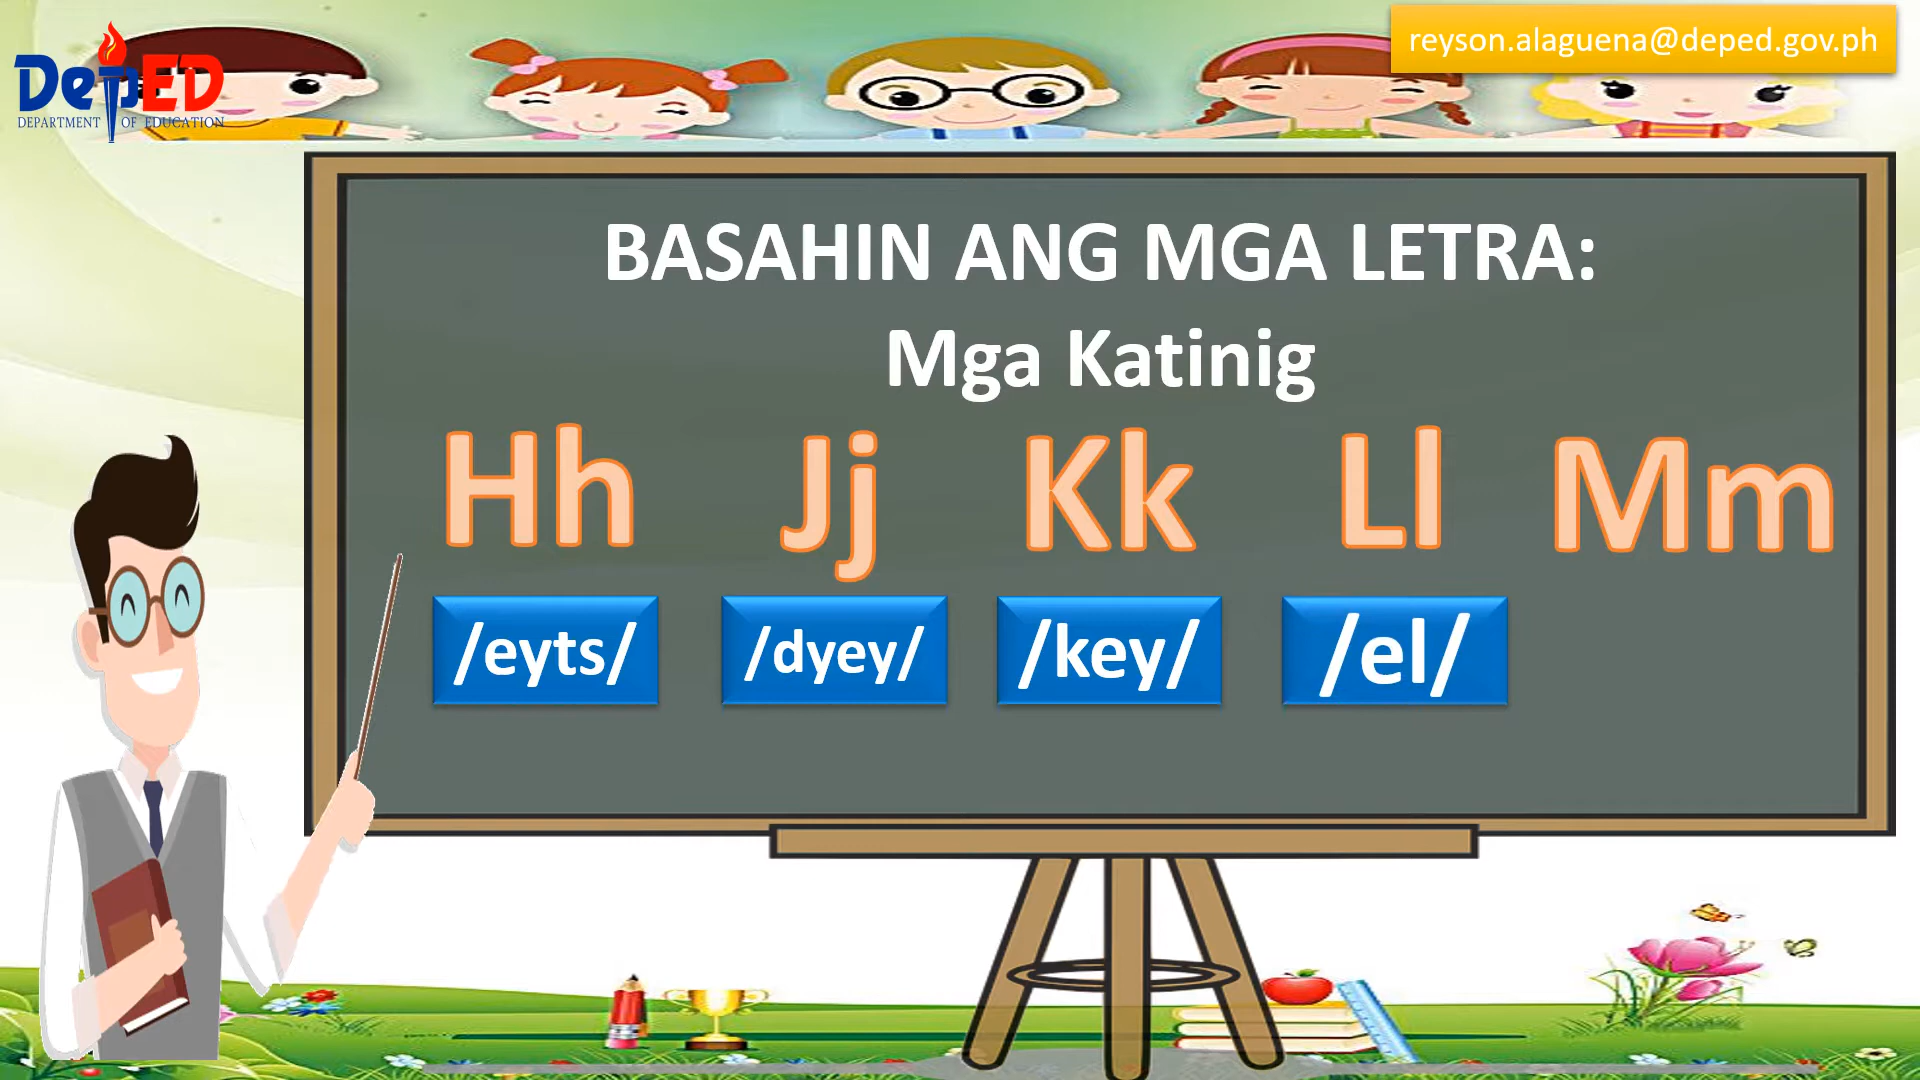 DepED
DEPARTMENT OF EDUCATION
reyson.alaguena@deped.gov.ph
BASAHIN ANG MGA LETRA:
Mga Katinig
Hh Jj Kk Ll Mm
/eyts/ /dyey/ /key/ /el/